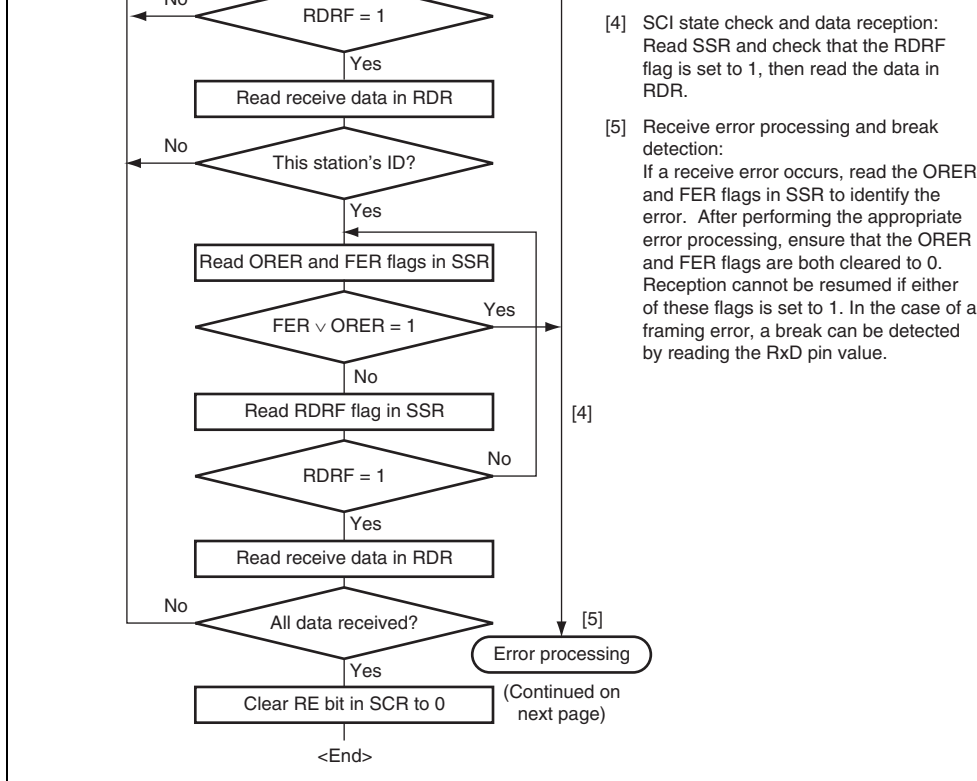 No
RDRF = 1
Yes
Read receive data in RDR
No
This station's ID?
Yes
Read ORER and FER flags in SSR
Yes
FER ∨ ORER = 1
No
Read RDRF flag in SSR
[4]
No
RDRF = 1
Yes
Read receive data in RDR
No
All data received?
[5]
Error processing
Yes
(Continued on
next page)
Clear RE bit in SCR to 0
<End>
[4] SCI state check and data reception:
Read SSR and check that the RDRF
flag is set to 1, then read the data in
RDR.
[5] Receive error processing and break
detection:
If a receive error occurs, read the ORER
and FER flags in SSR to identify the
error. After performing the appropriate
error processing, ensure that the ORER
and FER flags are both cleared to 0.
Reception cannot be resumed if either
of these flags is set to 1. In the case of a
framing error, a break can be detected
by reading the RxD pin value.